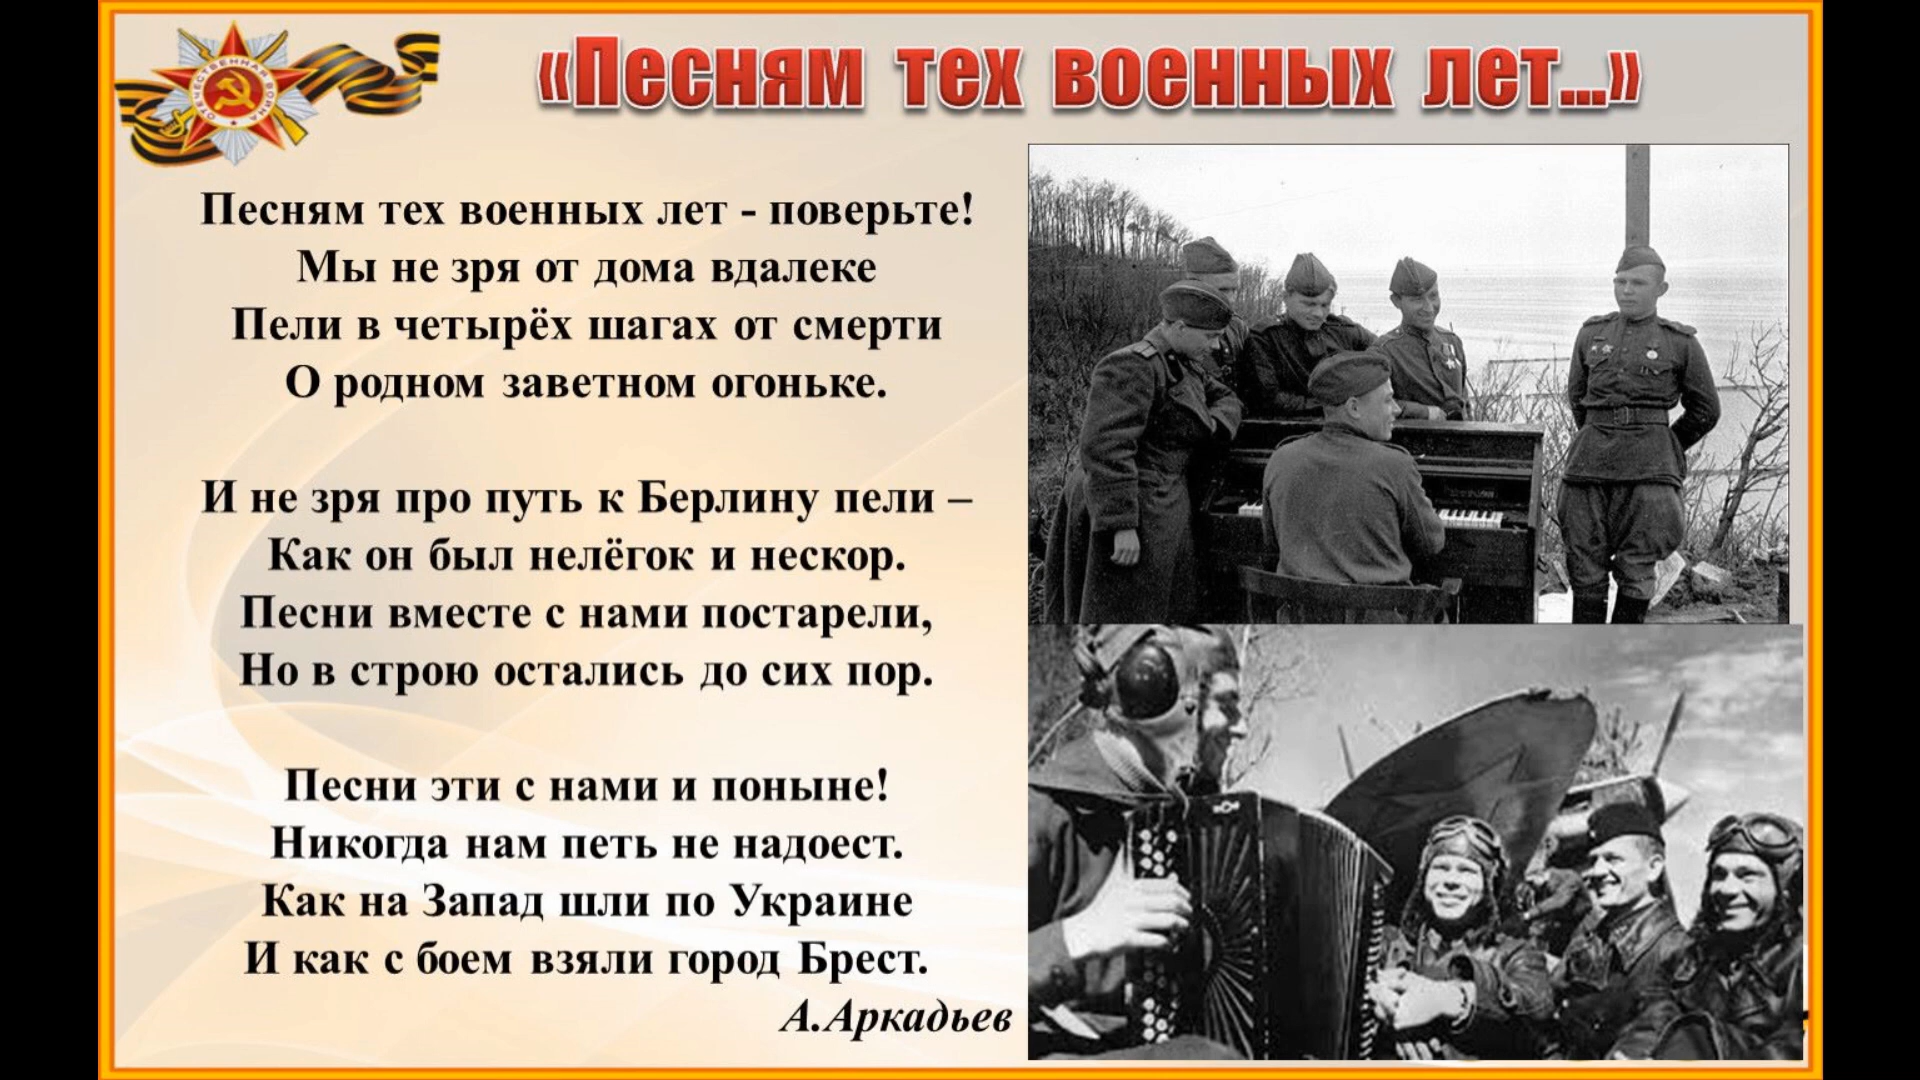 «Песням тех военных лет...»
Песням тех военных лет - поверьте!
Мы не зря от дома вдалеке
Пели в четырёх шагах от смерти
О родном заветном огоньке.
И не зря про путь к Берлину пели –
Как он был нелёгок и нескор.
Песни вместе с нами постарели,
Но в строю остались до сих пор.
Песни эти с нами и поныне!
Никогда нам петь не надоест.
Как на Запад шли по Украине
И как с боем взяли город Брест.
А.Аркадьев
ОТЕЧЕСТВЕННАЯ ВОЙНА